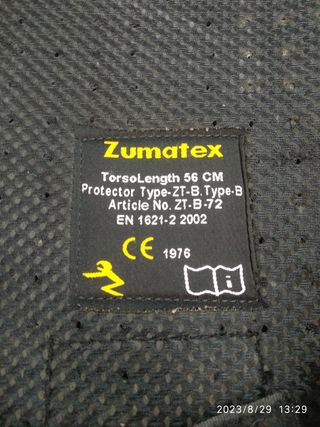 Zumatex
TorsoLength 56 CM
Protector Type-ZT-B.Type-B
Article No. ZT-B-72
EN 1621-2 2002
CE 1976
i
2023/8/29 13:29